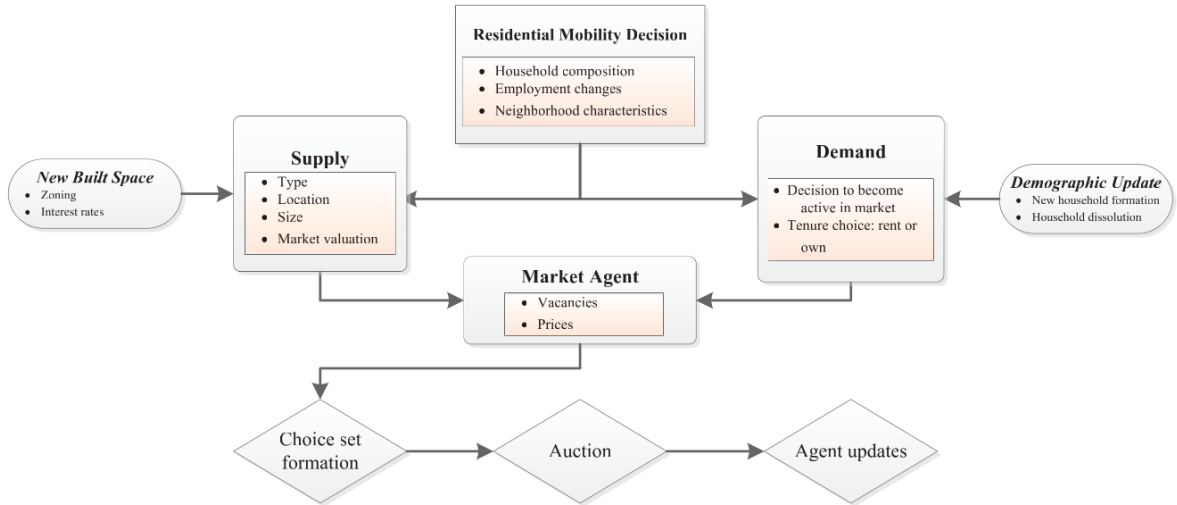 Residential Mobility Decision
• Household composition
• Employment changes
• Neighborhood characteristics
Supply
• Type
• Location
• Size
• Market valuation
Demand
• Decision to become
active in market
• Tenure choice: rent or
own
New Built Space
• Zoning
• Interest rates
Demographic Update
• New household formation
• Household dissolution
Market Agent
• Vacancies
• Prices
Choice set
formation
Auction
Agent updates